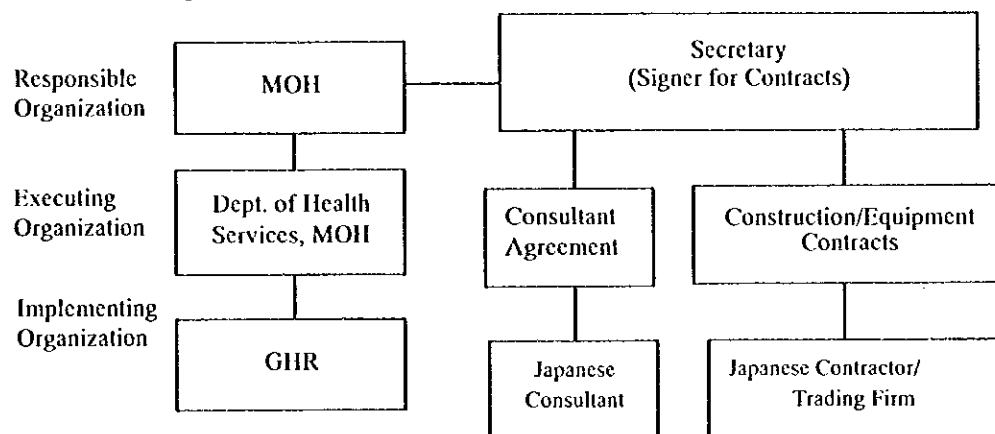 Responsible
Organization
MOH
Secretary
(Signer for Contracts)
Executing
Organization
Dept. of Health
Services, MOH
Consultant
Agreement
Construction/Equipment
Contracts
Implementing
Organization
GHR
Japanese
Consultant
Japanese Contractor/
Trading Firm